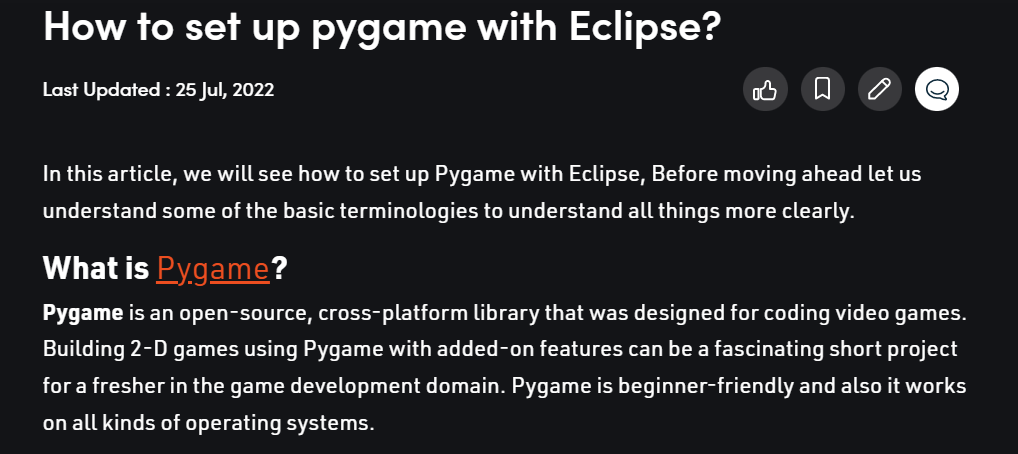 How to set up pygame with Eclipse?
Last Updated : 25 Jul, 2022
In this article, we will see how to set up Pygame with Eclipse, Before moving ahead let us
understand some of the basic terminologies to understand all things more clearly.
What is Pygame?
Pygame is an open-source, cross-platform library that was designed for coding video games.
Building 2-D games using Pygame with added-on features can be a fascinating short project
for a fresher in the game development domain. Pygame is beginner-friendly and also it works
on all kinds of operating systems.